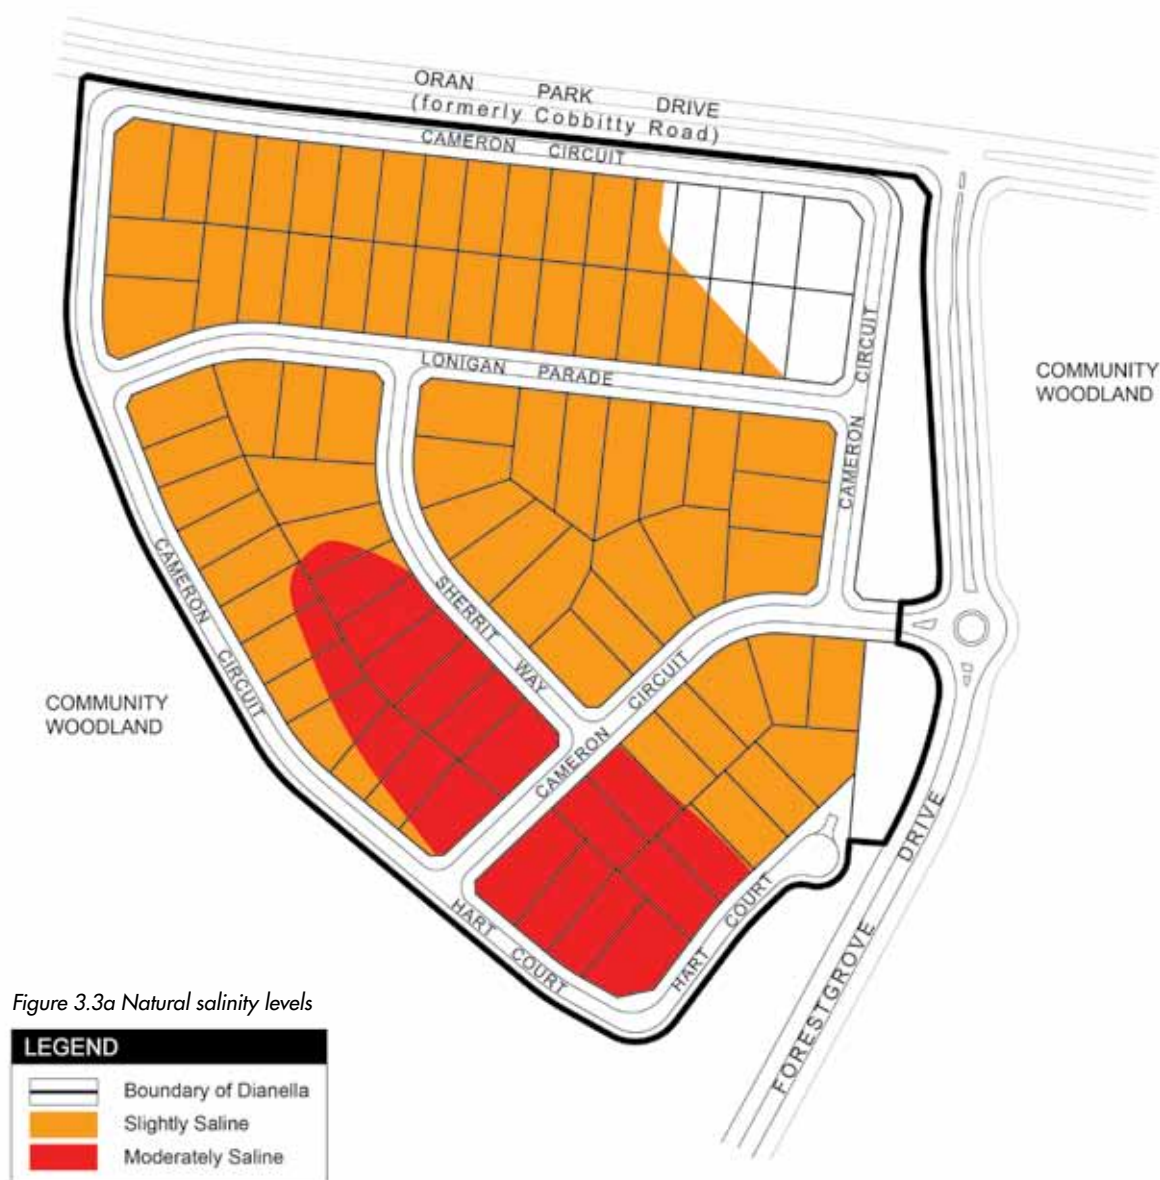 ORAN PARK DRIVE
(formerly Cobbitty Road)
CAMERON CIRCUIT
LONIGAN PARADE
CAMERON CIRCUIT
COMMUNITY
WOODLAND
CAMERON CIRCUIT
SHERRIT WAY
CAMERON CIRCUIT
COMMUNITY
WOODLAND
HART COURT
HART COURT
FORESTGROVE DRIVE
Figure 3.3a Natural salinity levels
LEGEND
Boundary of Dianella
Slightly Saline
Moderately Saline